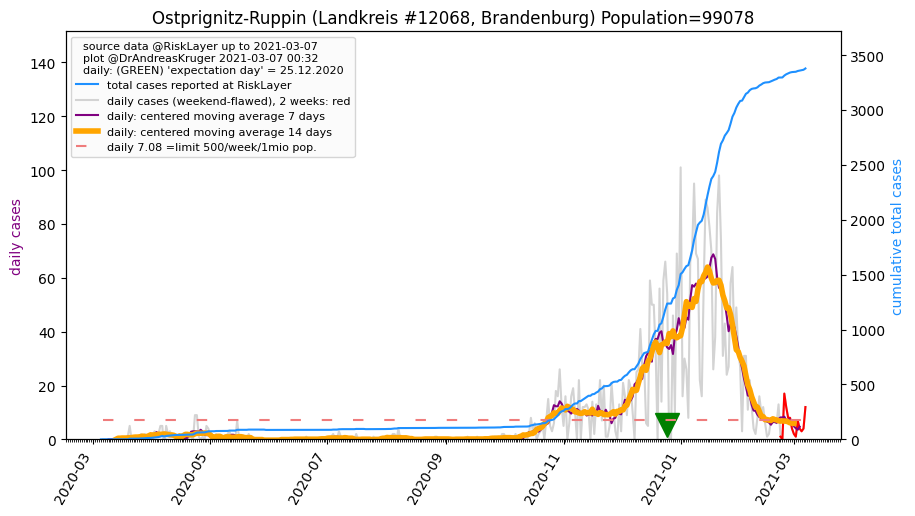 Ostprignitz-Ruppin (Landkreis #12068, Brandenburg) Population=99078
source data @RiskLayer up to 2021-03-07
plot @DrAndreasKruger 2021-03-07 00:32
daily: (GREEN) 'expectation day' = 25.12.2020
total cases reported at RiskLayer
daily cases (weekend-flawed), 2 weeks: red
daily: centered moving average 7 days
daily: centered moving average 14 days
daily 7.08 =limit 500/week/1mio pop.
daily cases
140
120
100
80
60
40
20
0
cumulative total cases
3500
3000
2500
2000
1500
1000
500
0
2020-03
2020-05
2020-07
2020-09
2020-11
2021-01
2021-03